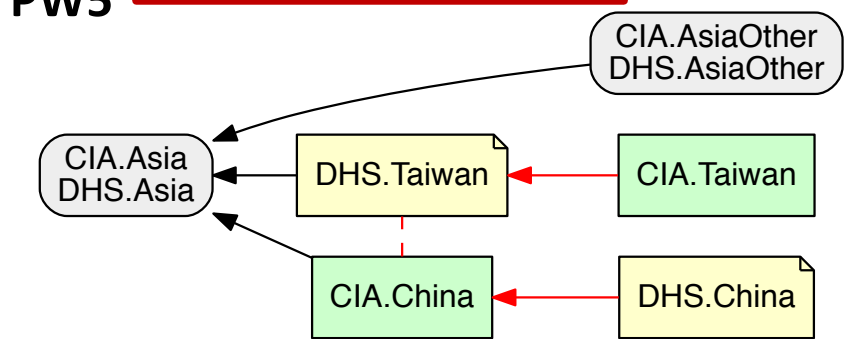 PW5
CIA.AsiaOther
DHS.AsiaOther
CIA.Asia
DHS.Asia
DHS.Taiwan
CIA.Taiwan
CIA.China
DHS.China